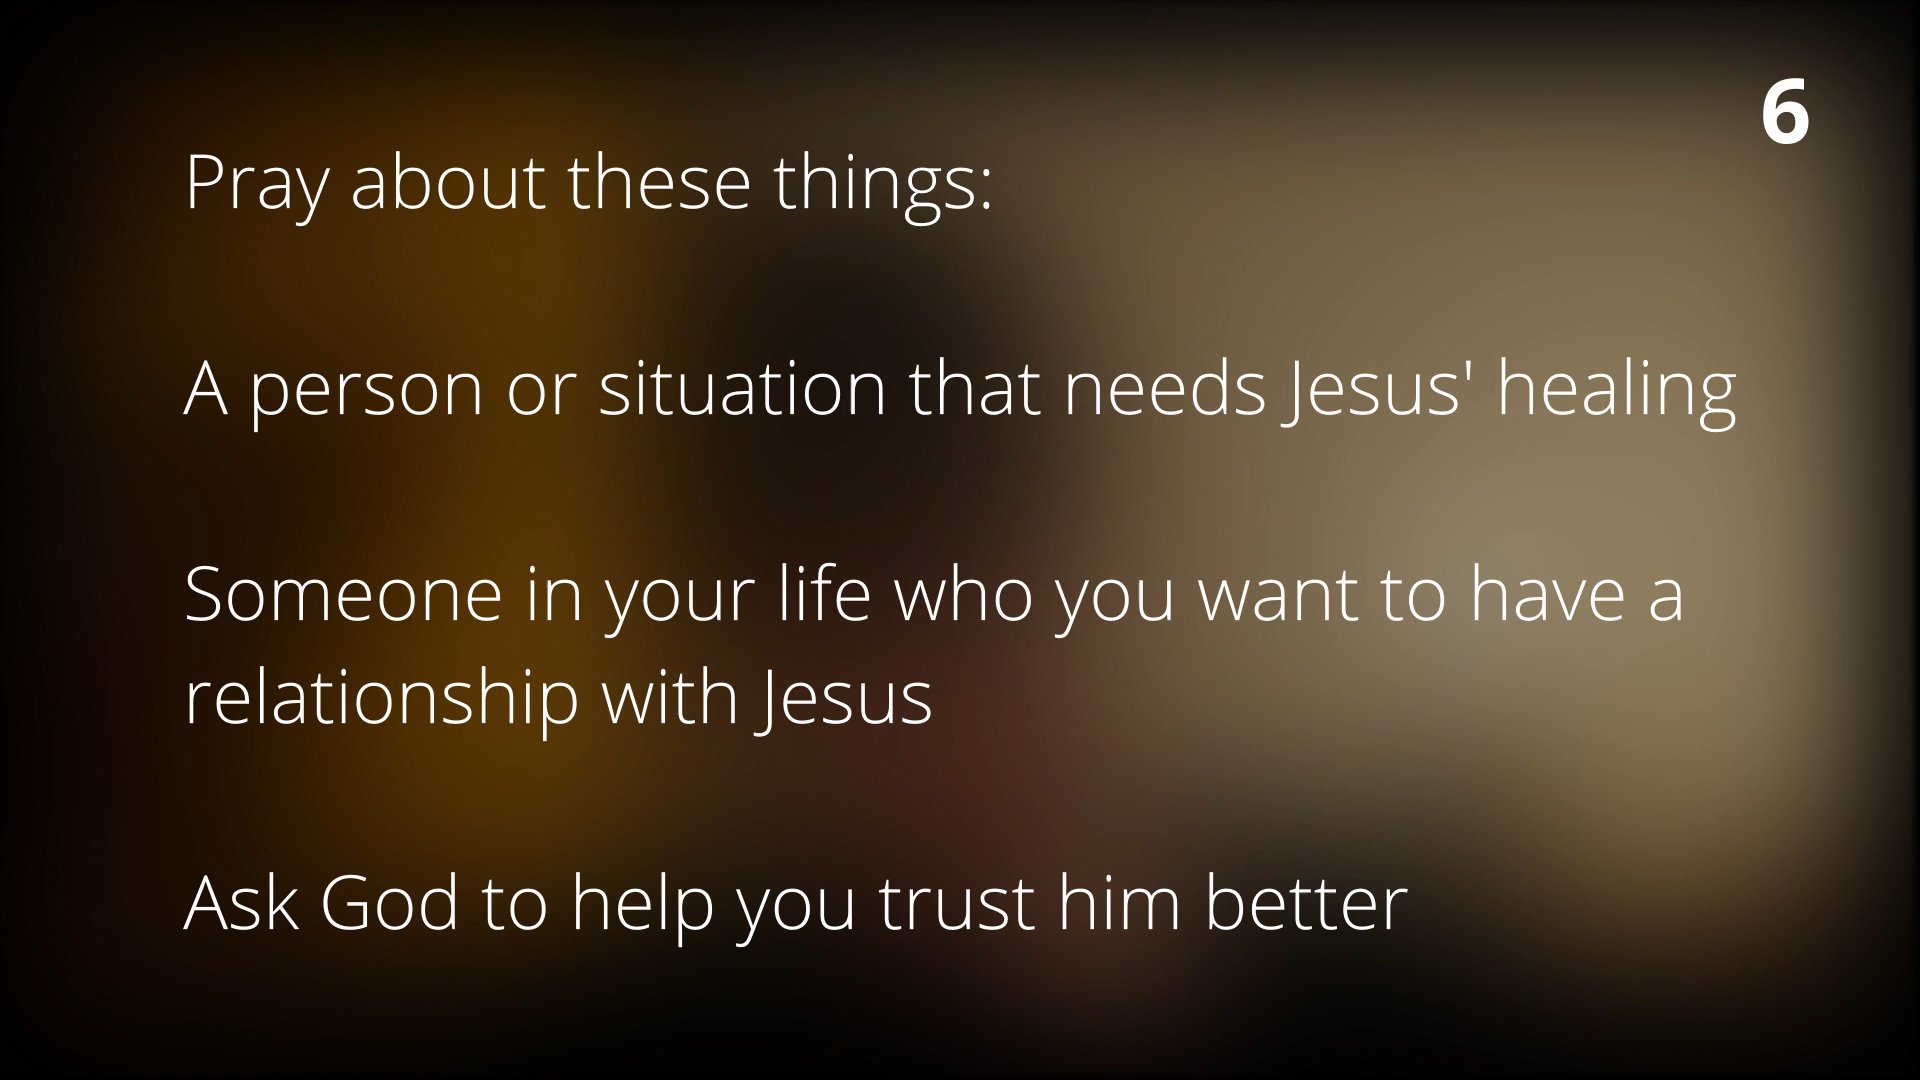 6
Pray about these things:
A person or situation that needs Jesus' healing
Someone in your life who you want to have a
relationship with Jesus
Ask God to help you trust him better